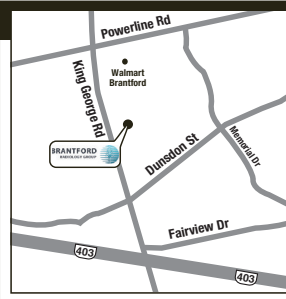 Powerline Rd
Walmart
Brantford
King George Rd
BRANTFORD
RADIOLOGY GROUP
Dunsdon St
Memorial Dr
Fairview Dr
403
403